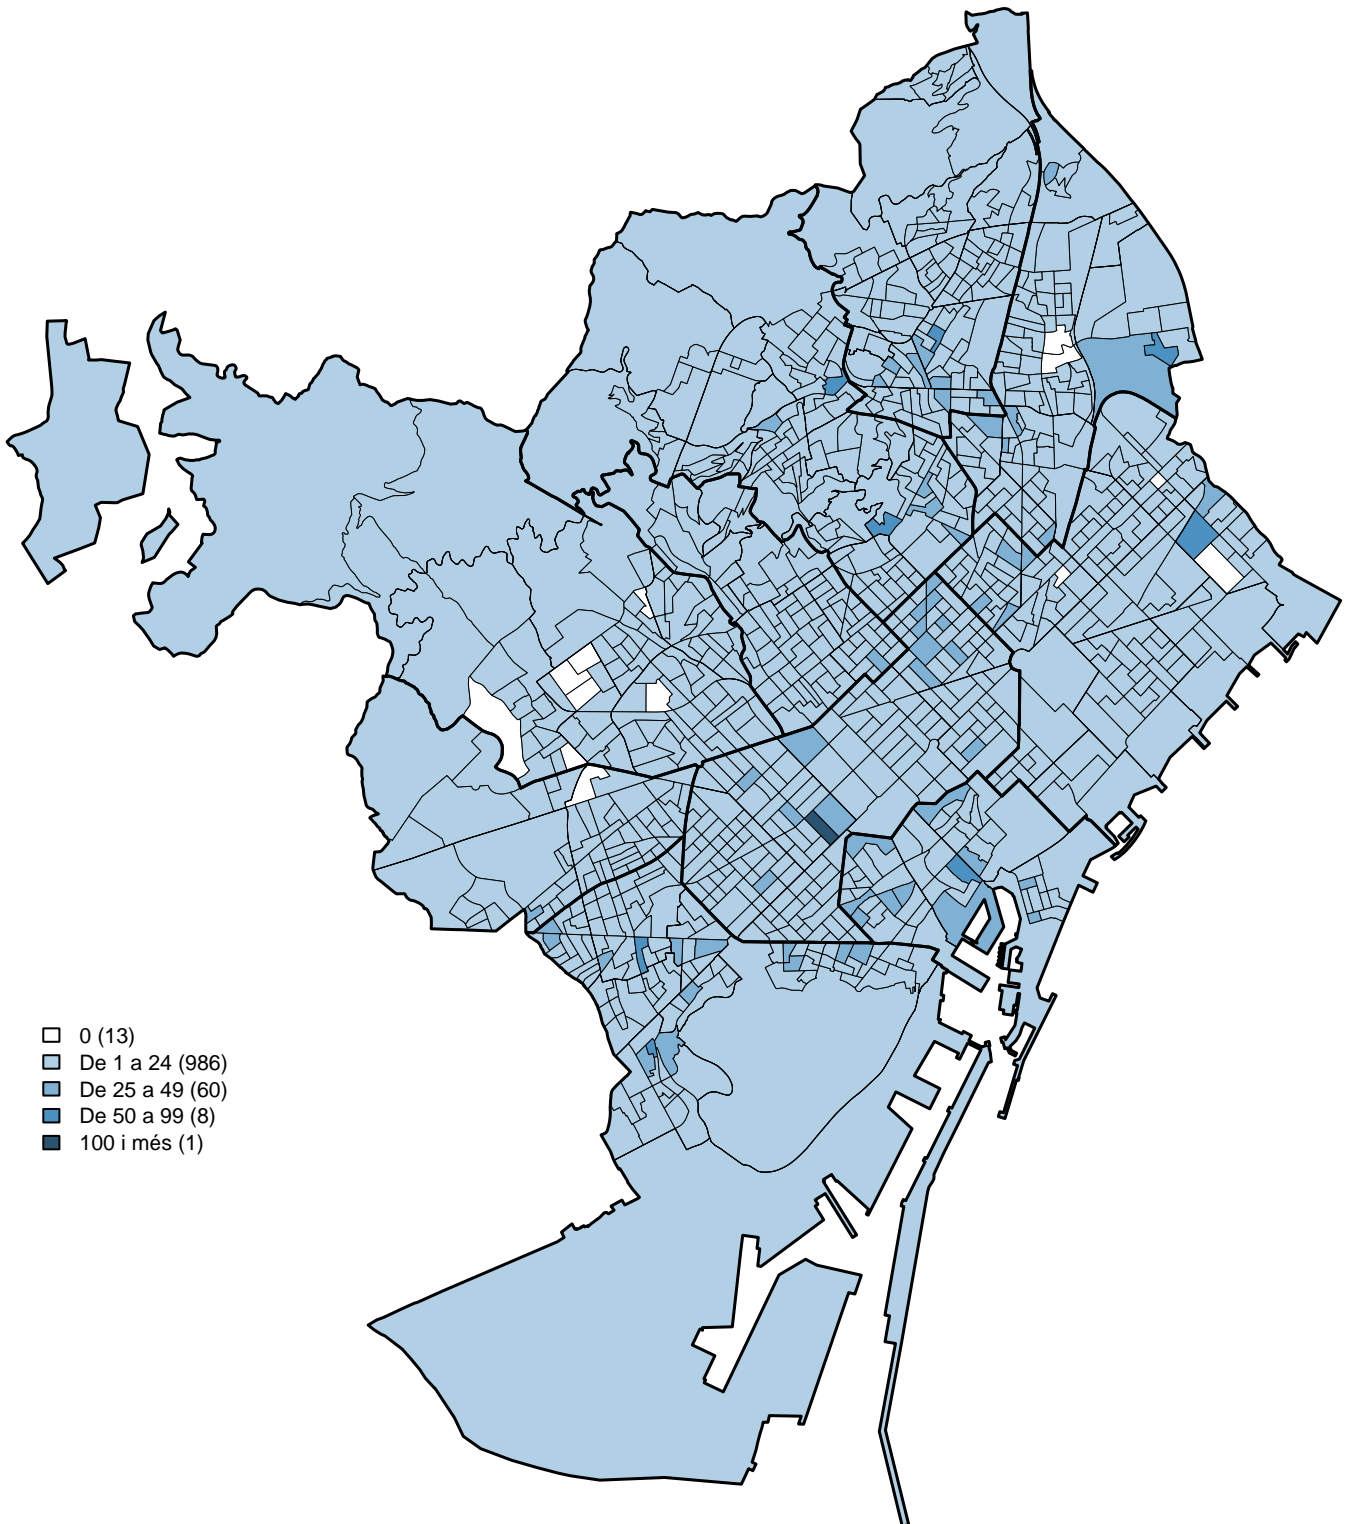 0 (13)
De 1 a 24 (986)
De 25 a 49 (60)
De 50 a 99 (8)
100 i més (1)